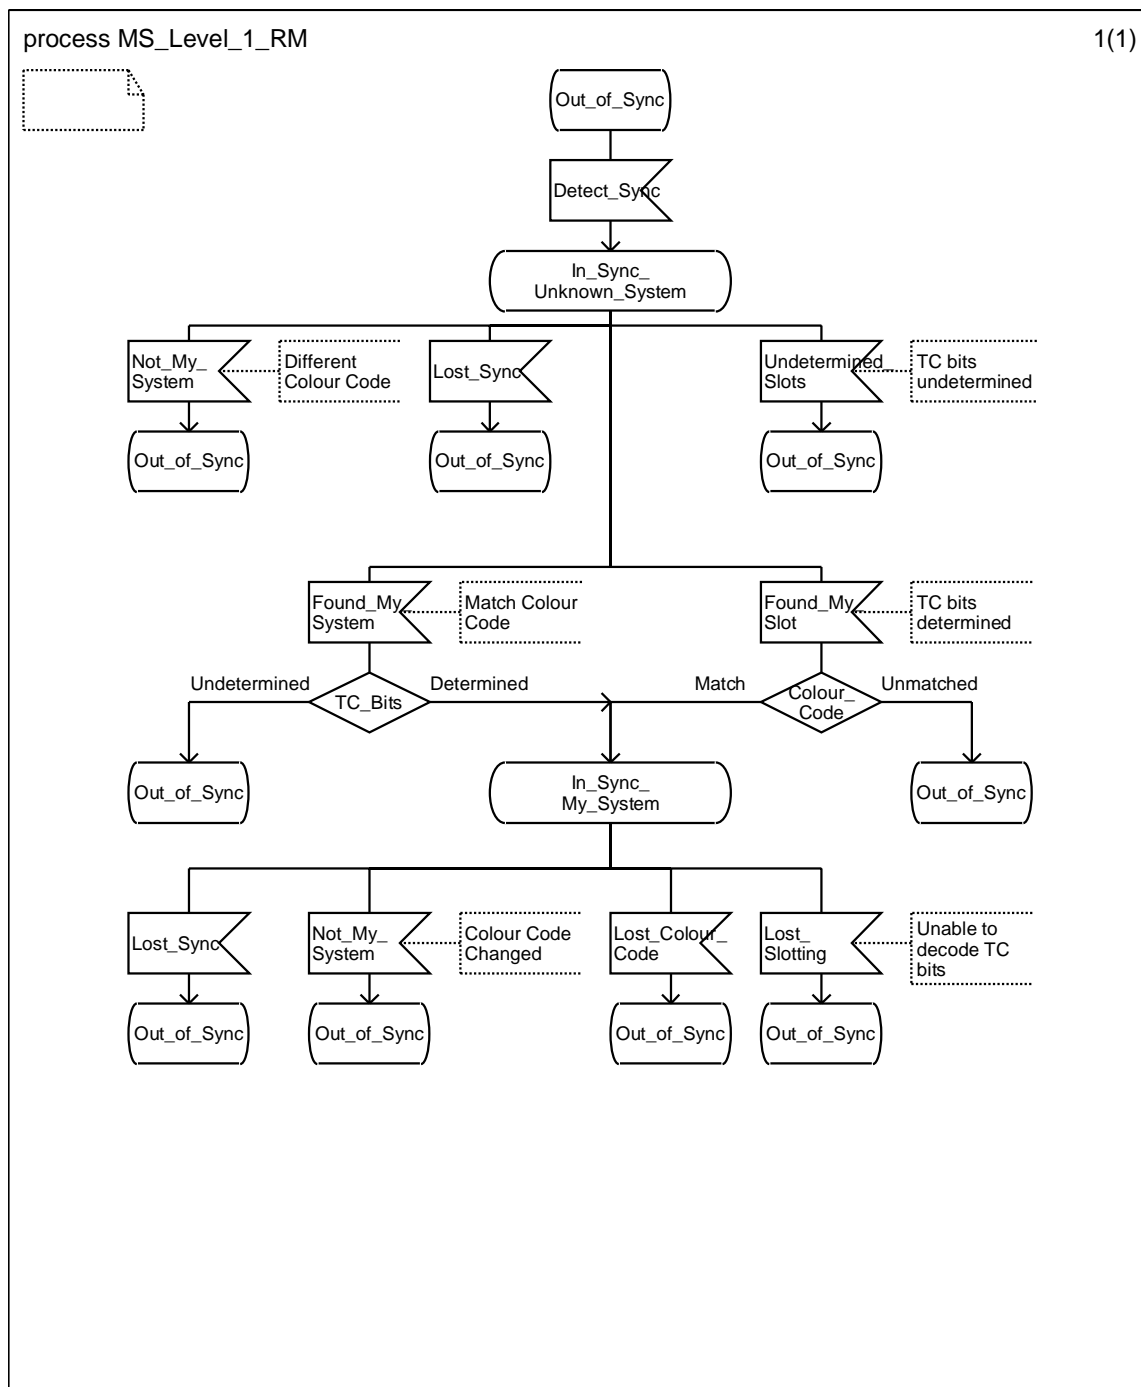 process MS_Level_1_RM
1(1)
Out_of_Sync
Detect_Sync
In_Sync_
Unknown_System
Not_My_
System
Different
Colour Code
Lost_Sync
Undetermined_
Slots
TC bits
undetermined
Out_of_Sync
Out_of_Sync
Out_of_Sync
Found_My_
System
Match Colour
Code
Found_My_
Slot
TC bits
determined
Undetermined
TC_Bits
Determined
Match
Colour_
Code
Unmatched
Out_of_Sync
In_Sync_
My_System
Out_of_Sync
Lost_Sync
Not_My_
System
Colour Code
Changed
Lost_Colour_
Code
Lost_
Slotting
Unable to
decode TC
bits
Out_of_Sync
Out_of_Sync
Out_of_Sync
Out_of_Sync